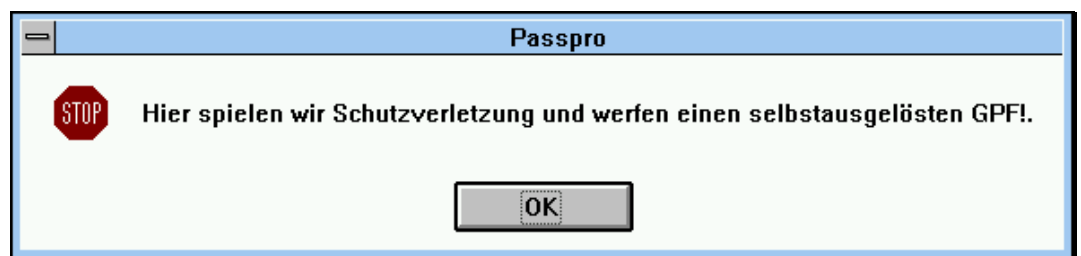 Passpro
STOP Hier spielen wir Schutzverletzung und werfen einen selbstausgelösten GPF!.
OK